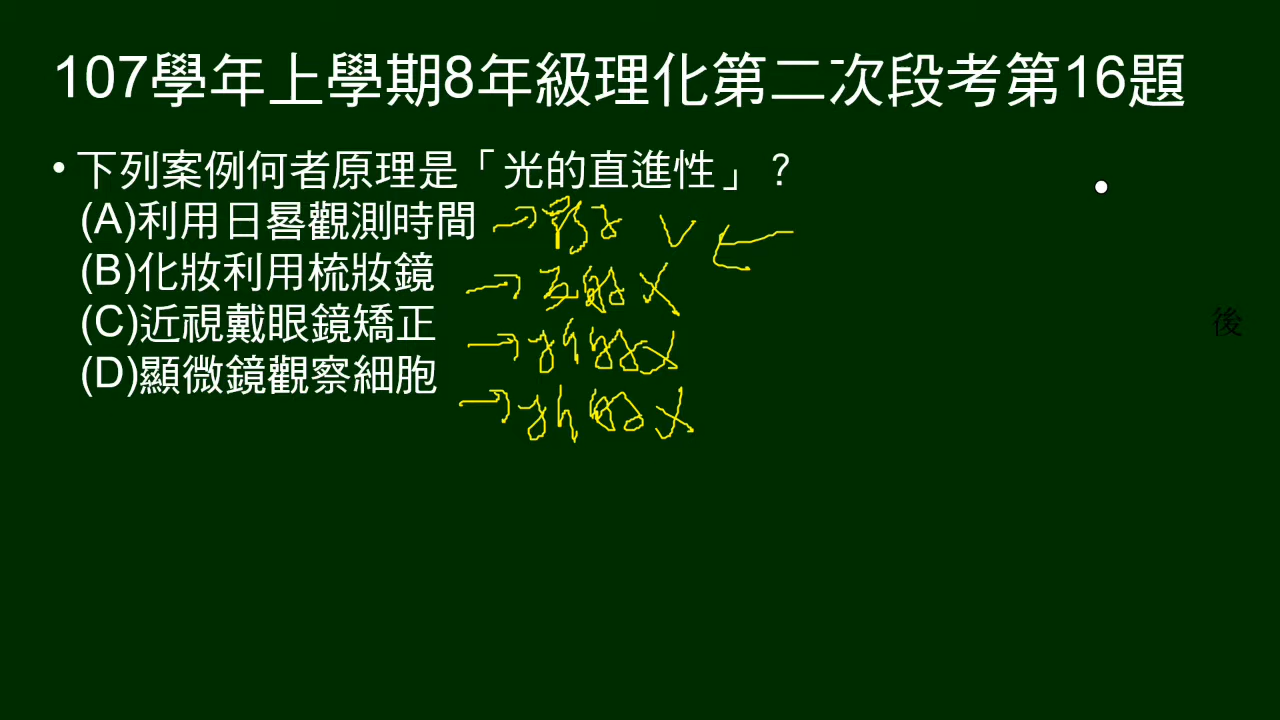 107學年上學期8年級理化第二次段考第16題
• 下列案例何者原理是「光的直進性」？
(A)利用日晷觀測時間 →影子 V ←
(B)化妝利用梳妝鏡 →反射 X
(C)近視戴眼鏡矯正 →折射 X
(D)顯微鏡觀察細胞 →折射 X
後